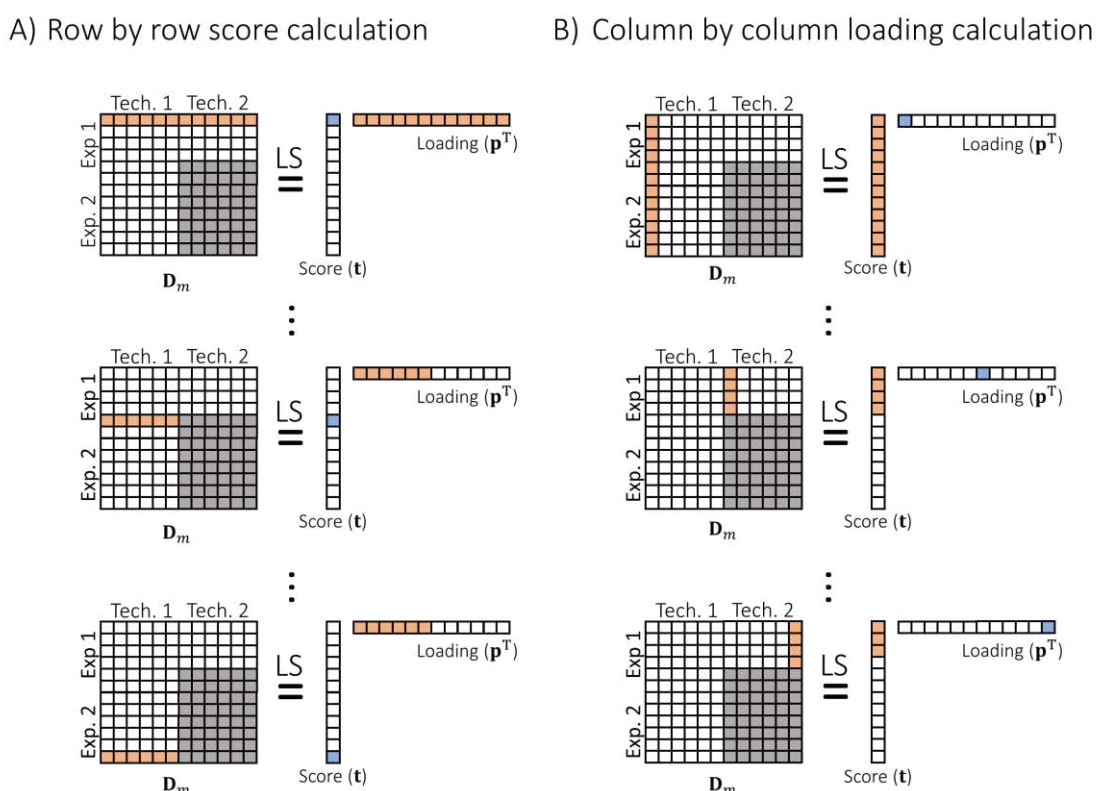 A) Row by row score calculation
Tech. 1 Tech. 2
Exp 1
Exp. 2
LS
=
Loading (pᵀ)
Score (t)
Dₘ
⋮
Tech. 1 Tech. 2
Exp 1
Exp. 2
LS
=
Loading (pᵀ)
Score (t)
Dₘ
⋮
Tech. 1 Tech. 2
Exp 1
Exp. 2
LS
=
Loading (pᵀ)
Score (t)
Dₘ
B) Column by column loading calculation
Tech. 1 Tech. 2
Exp 1
Exp. 2
LS
=
Loading (pᵀ)
Score (t)
Dₘ
⋮
Tech. 1 Tech. 2
Exp 1
Exp. 2
LS
=
Loading (pᵀ)
Score (t)
Dₘ
⋮
Tech. 1 Tech. 2
Exp 1
Exp. 2
LS
=
Loading (pᵀ)
Score (t)
Dₘ